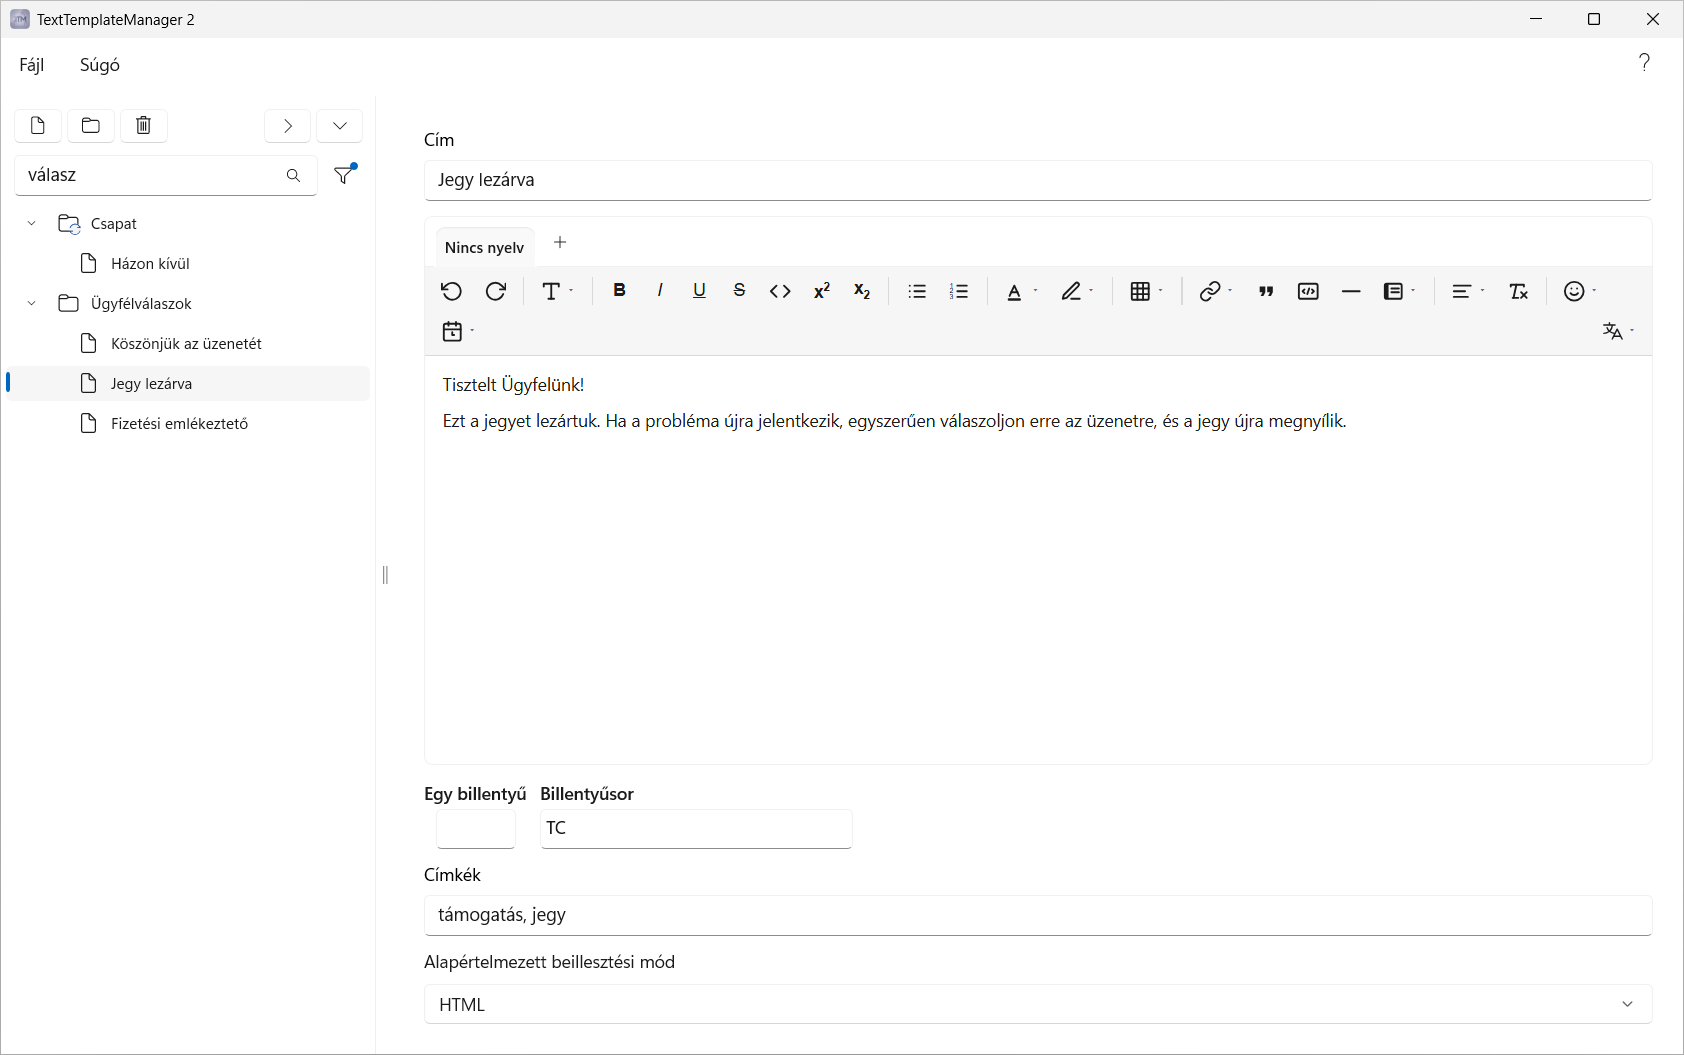 TextTemplateManager 2
Fájl Súgó
válasz
Csapat
Házon kívül
Ügyfélválaszok
Köszönjük az üzenetét
Jegy lezárva
Fizetési emlékeztető
Cím
Jegy lezárva
Nincs nyelv
Tisztelt Ügyfelünk!
Ezt a jegyet lezártuk. Ha a probléma újra jelentkezik, egyszerűen válaszoljon erre az üzenetre, és a jegy újra megnyílik.
Egy billentyű Billentyűsor
TC
Címkék
támogatás, jegy
Alapértelmezett beillesztési mód
HTML